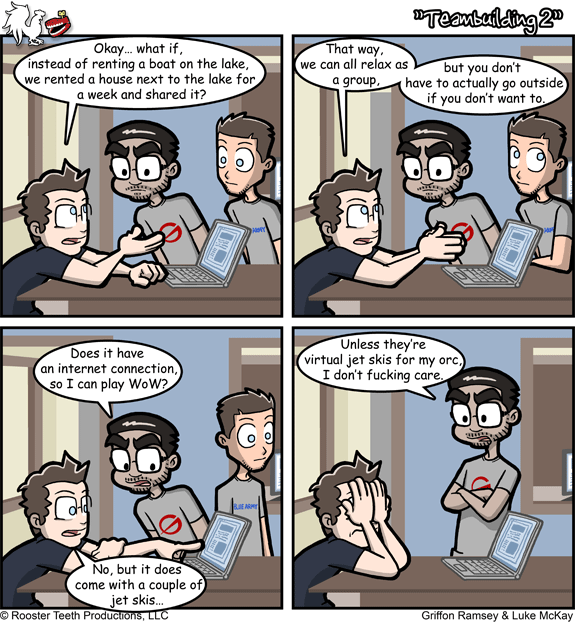 "Teambuilding 2"
Okay... what if,
instead of renting a boat on the lake,
we rented a house next to the lake for
a week and shared it?
That way,
we can all relax as
a group,
but you don't
have to actually go outside
if you don't want to.
Does it have
an internet connection,
so I can play WoW?
BLUE ARMY
No, but it does
come with a couple of
jet skis...
Unless they're
virtual jet skis for my orc,
I don't fucking care.
© Rooster Teeth Productions, LLC
Griffon Ramsey & Luke McKay